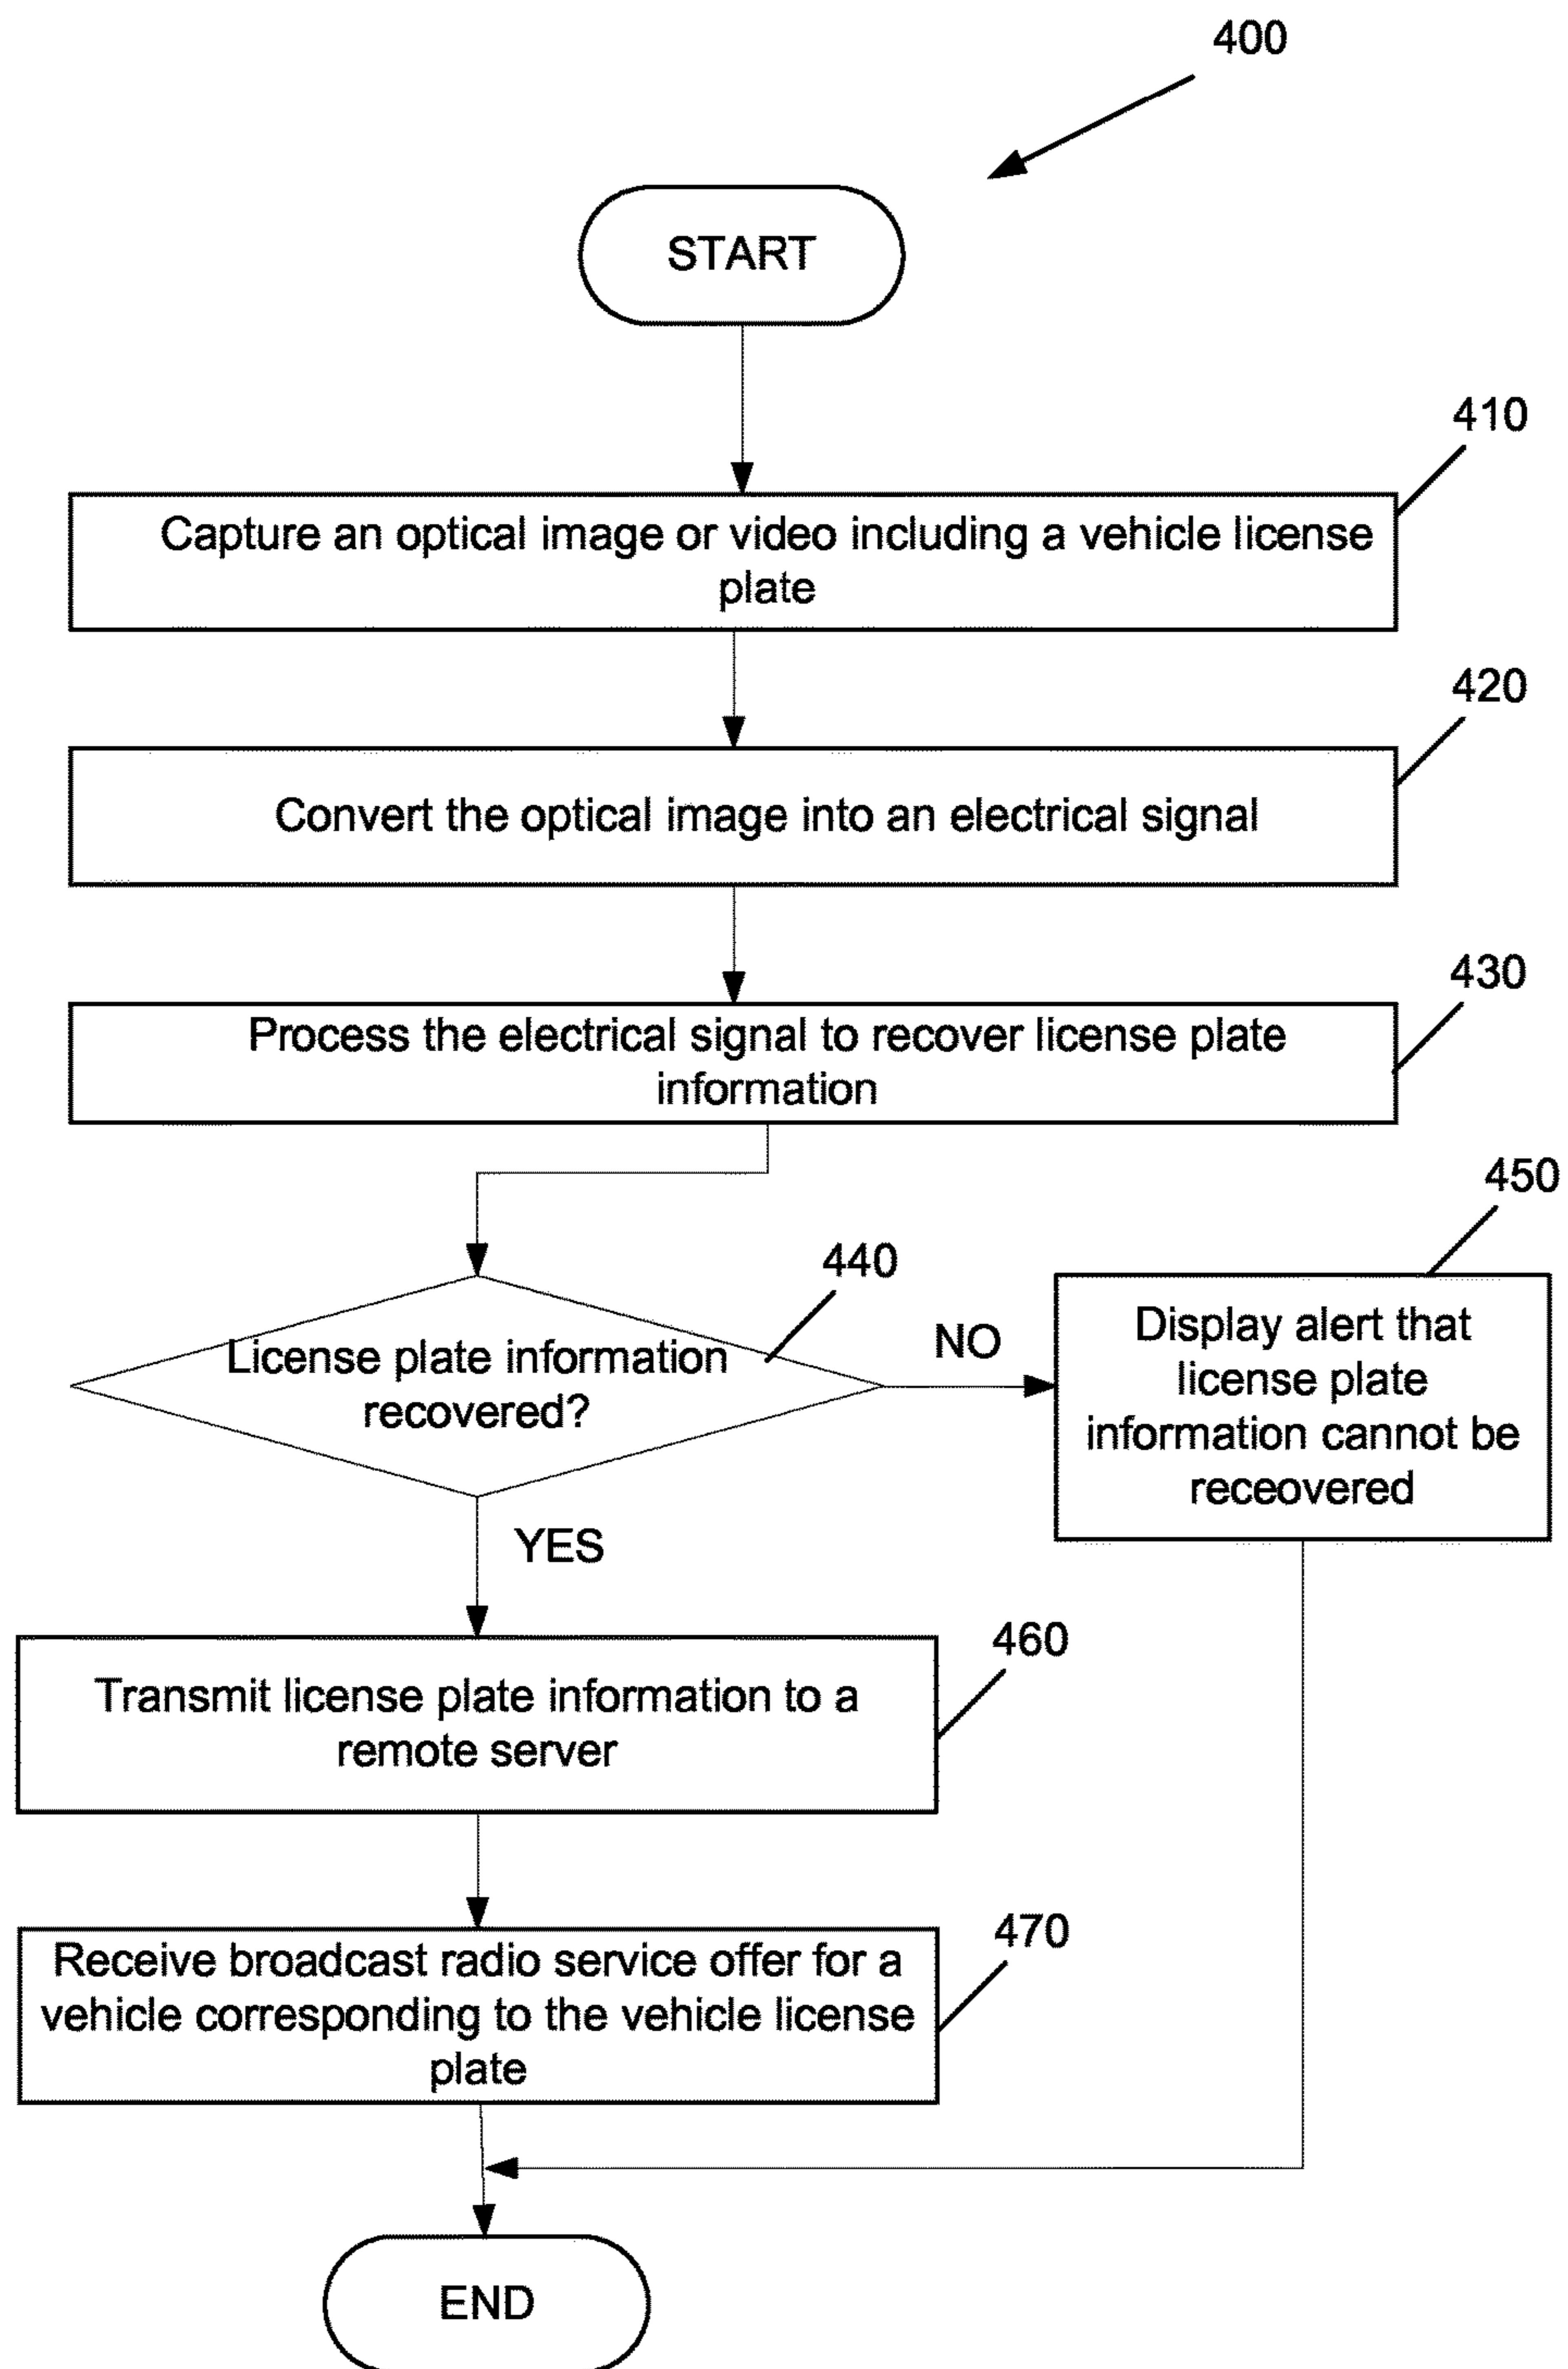 400
START
410
Capture an optical image or video including a vehicle license
plate
420
Convert the optical image into an electrical signal
430
Process the electrical signal to recover license plate
information
440
License plate information
recovered?
NO
450
Display alert that
license plate
information cannot be
receovered
YES
460
Transmit license plate information to a
remote server
470
Receive broadcast radio service offer for a
vehicle corresponding to the vehicle license
plate
END